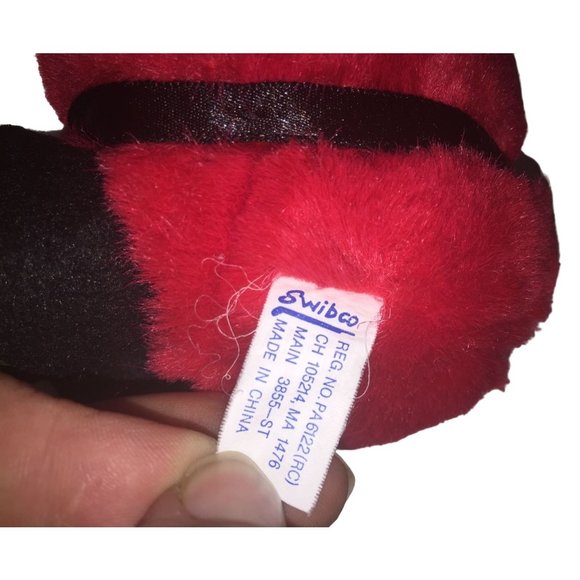 Swibco
REG. NO. PA6122(RC)
CH 105214, MA 1476
MAIN 3855-ST
MADE IN CHINA